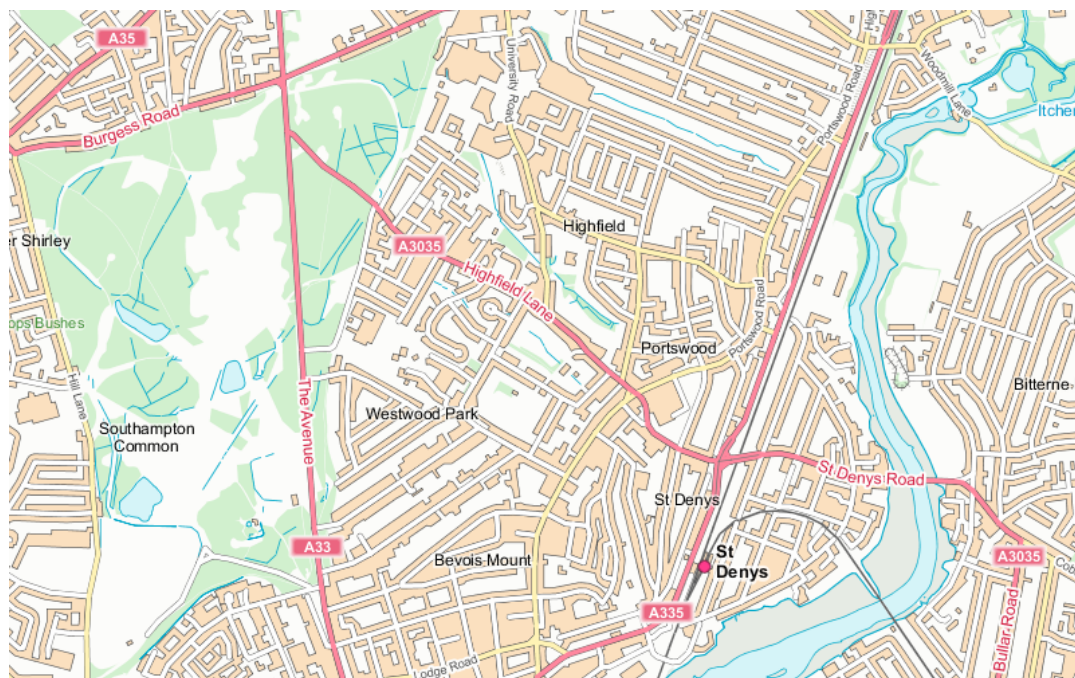 A35
Burgess Road
University Road
High
Portswood Road
Woodmill Lane
Itchen
er Shirley
A3035
Highfield
Highfield Lane
Portswood Road
Portswood
Bushes
Hill Lane
The Avenue
Westwood Park
Bitterne
Southampton
Common
St Denys Road
St Denys
A33
Bevois Mount
St
Denys
A3035
Cob
A335
Bullar Road
Lodge Road